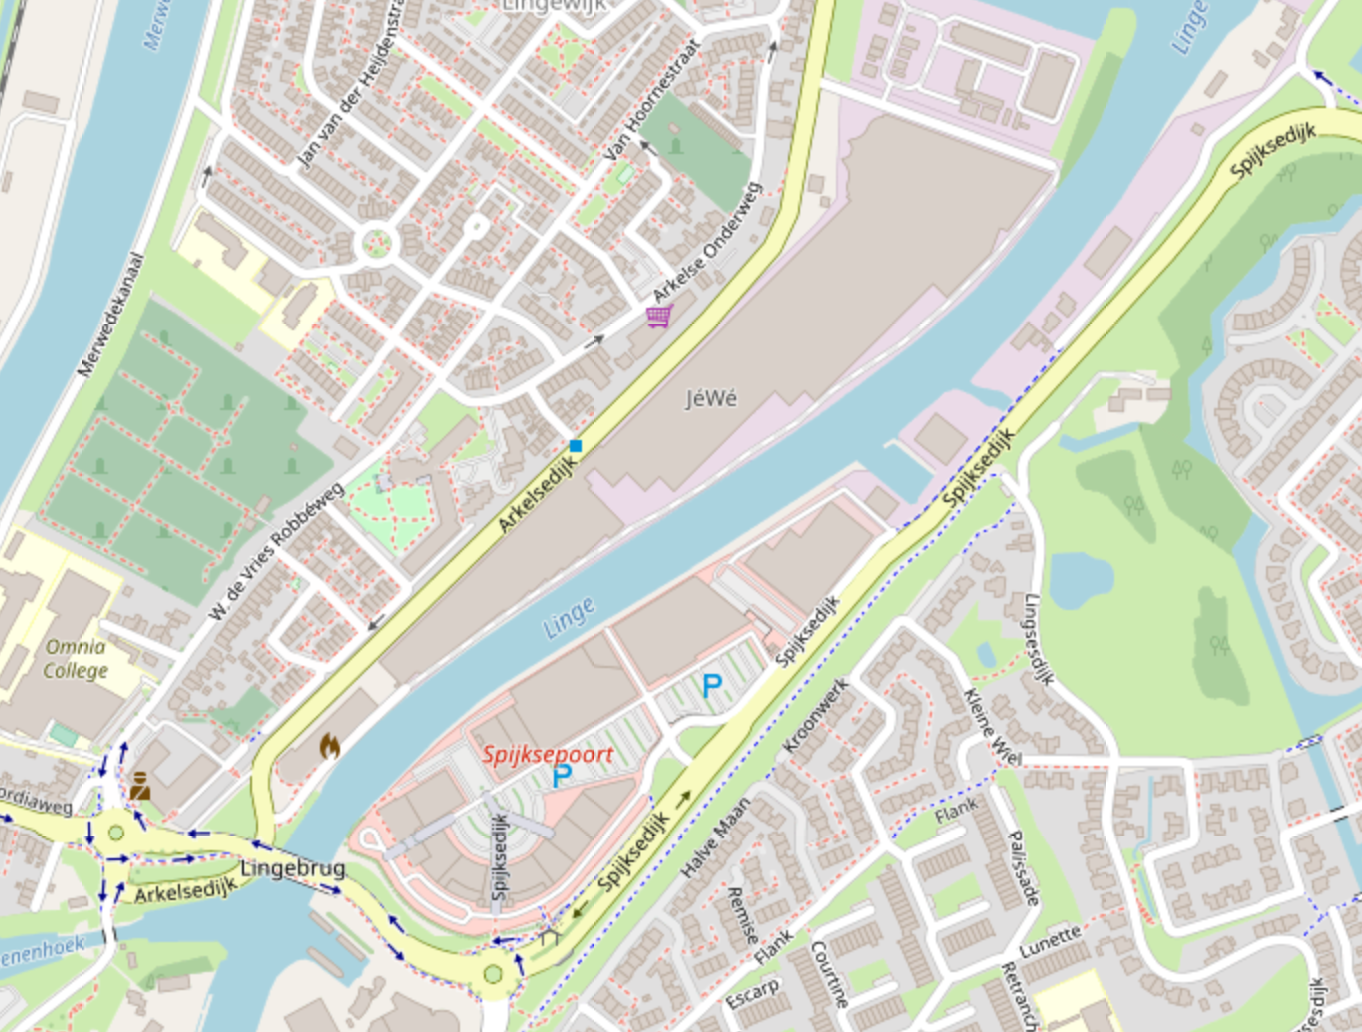 Lingewijk
Merwe
Linge
Jan van der Heijdenstra
Van Hoornestraat
Spijksedijk
Arkelse Onderweg
Merwedekanaal
JéWé
Arkelsedijk
Spijksedijk
W. de Vries Robbéweg
Linge
Omnia
College
Spijksedijk
Lingsesdijk
P
Kroonwerk
Kleine Wiel
Spijksepoort
P
ordiaweg
Flank
Halve Maan
Spijksedijk
Spijksedijk
Palissade
Lingebrug
Arkelsedijk
Remise
Flank
Lunette
enenhoek
Courtine
Escarp
Retranch
esdijk